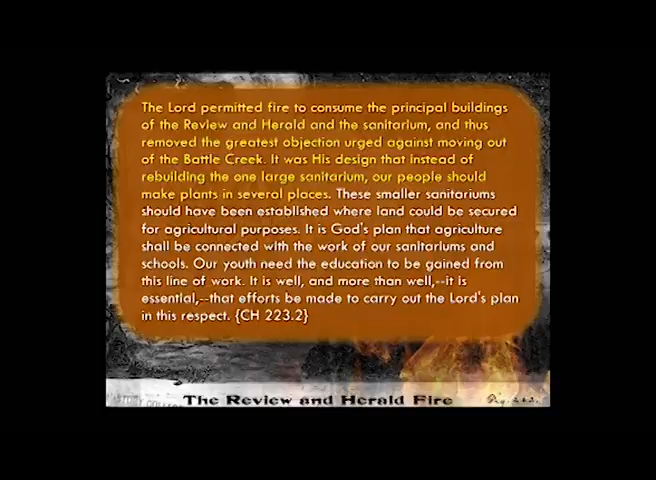 The Lord permitted fire to consume the principal buildings
of the Review and Herald and the sanitarium, and thus
removed the greatest objection urged against moving out
of the Battle Creek. It was His design that instead of
rebuilding the one large sanitarium, our people should
make plants in several places. These smaller sanitariums
should have been established where land could be secured
for agricultural purposes. It is God's plan that agriculture
shall be connected with the work of our sanitariums and
schools. Our youth need the education to be gained from
this line of work. It is well, and more than well,--it is
essential,--that efforts be made to carry out the Lord's plan
in this respect. {CH 223.2}
The Review and Herald Fire